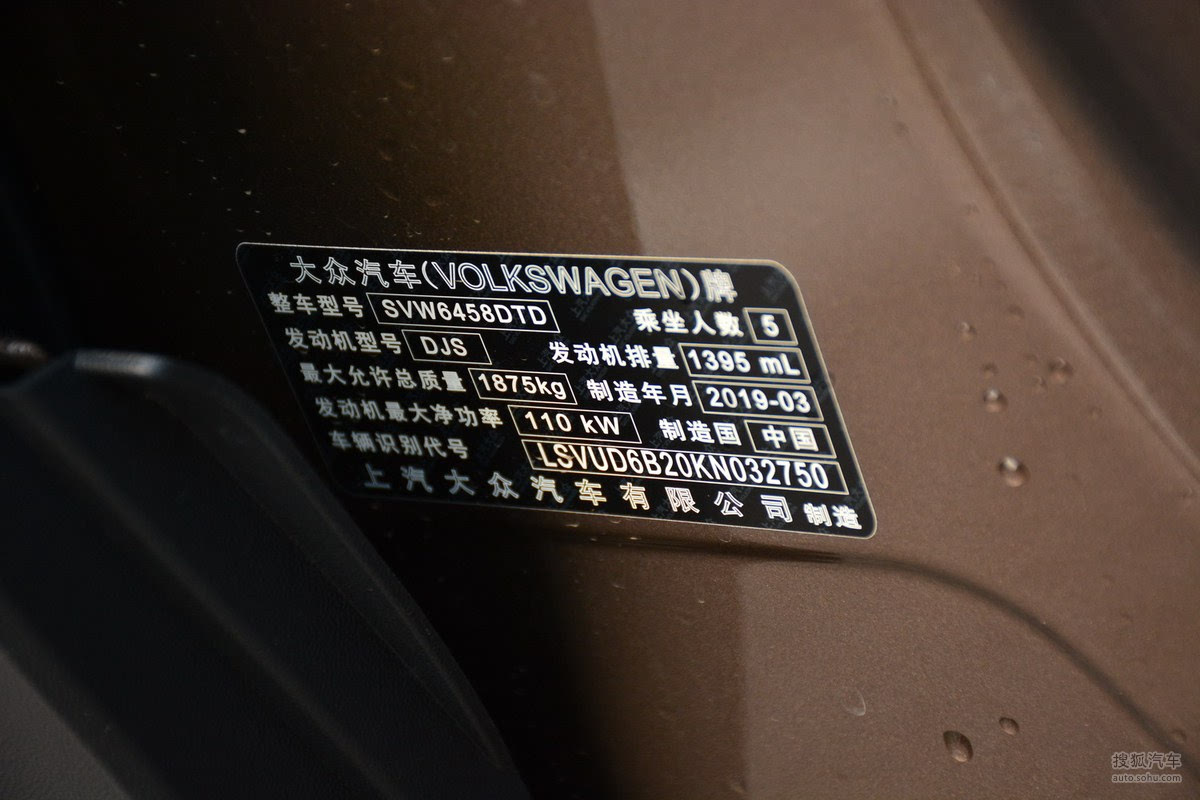 大众汽车(VOLKSWAGEN)牌
整车型号 SVW6458DTD 乘坐人数 5
发动机型号 DJS 发动机排量 1395 mL
最大允许总质量 1875kg 制造年月 2019-03
发动机最大净功率 110 kW 制造国 中国
车辆识别代号 LSVUD6B20KN032750
上汽大众汽车有限公司 制造
搜狐汽车
auto.sohu.com